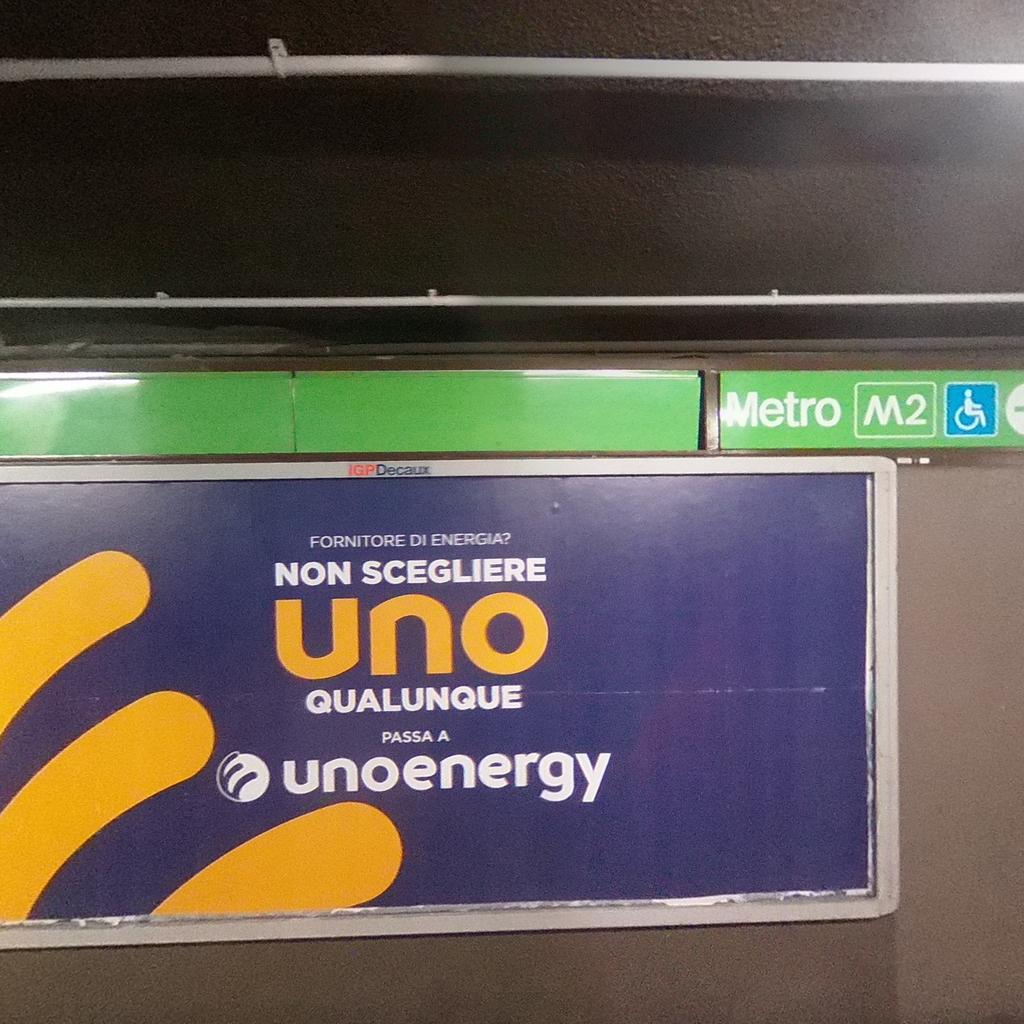 Metro M2
IGPDecaux
FORNITORE DI ENERGIA?
NON SCEGLIERE
uno
QUALUNQUE
PASSA A
unoenergy